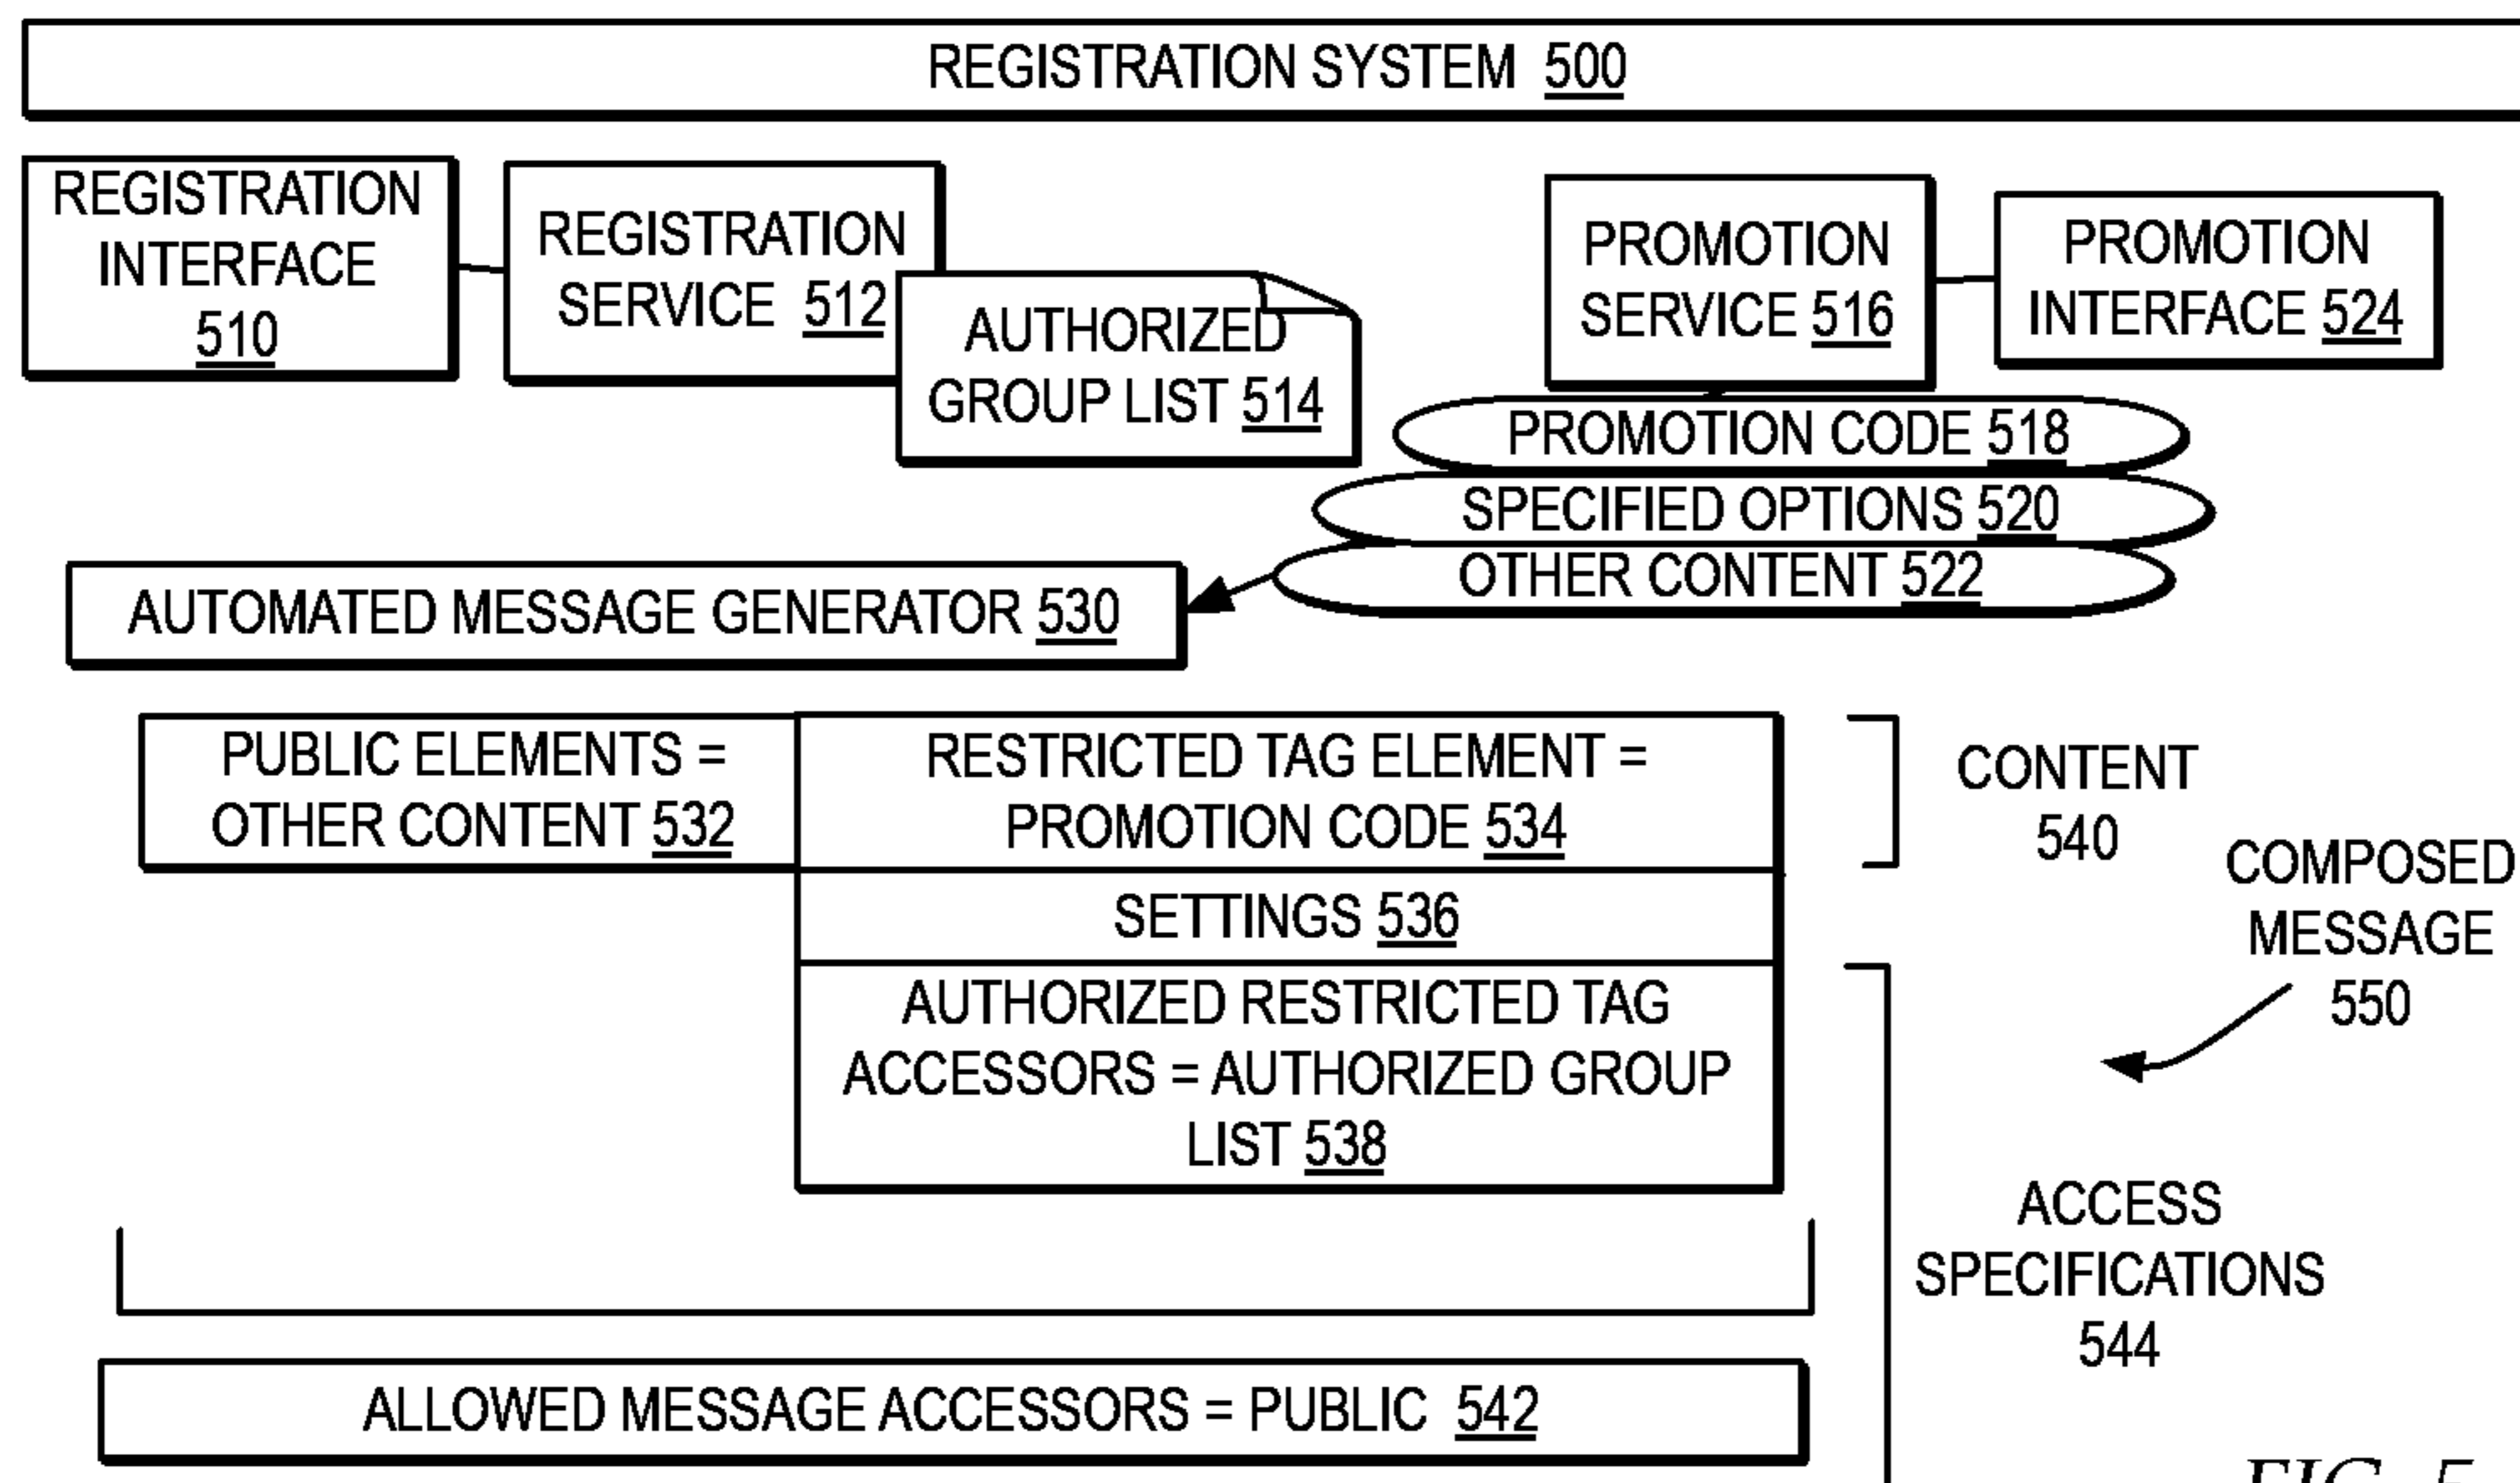 REGISTRATION SYSTEM 500
REGISTRATION
INTERFACE
510
REGISTRATION
SERVICE 512
AUTHORIZED
GROUP LIST 514
PROMOTION
SERVICE 516
PROMOTION
INTERFACE 524
PROMOTION CODE 518
SPECIFIED OPTIONS 520
OTHER CONTENT 522
AUTOMATED MESSAGE GENERATOR 530
PUBLIC ELEMENTS =
OTHER CONTENT 532
RESTRICTED TAG ELEMENT =
PROMOTION CODE 534
SETTINGS 536
AUTHORIZED RESTRICTED TAG
ACCESSORS = AUTHORIZED GROUP
LIST 538
CONTENT
540
COMPOSED
MESSAGE
550
ACCESS
SPECIFICATIONS
544
ALLOWED MESSAGE ACCESSORS = PUBLIC 542
FIG. 5